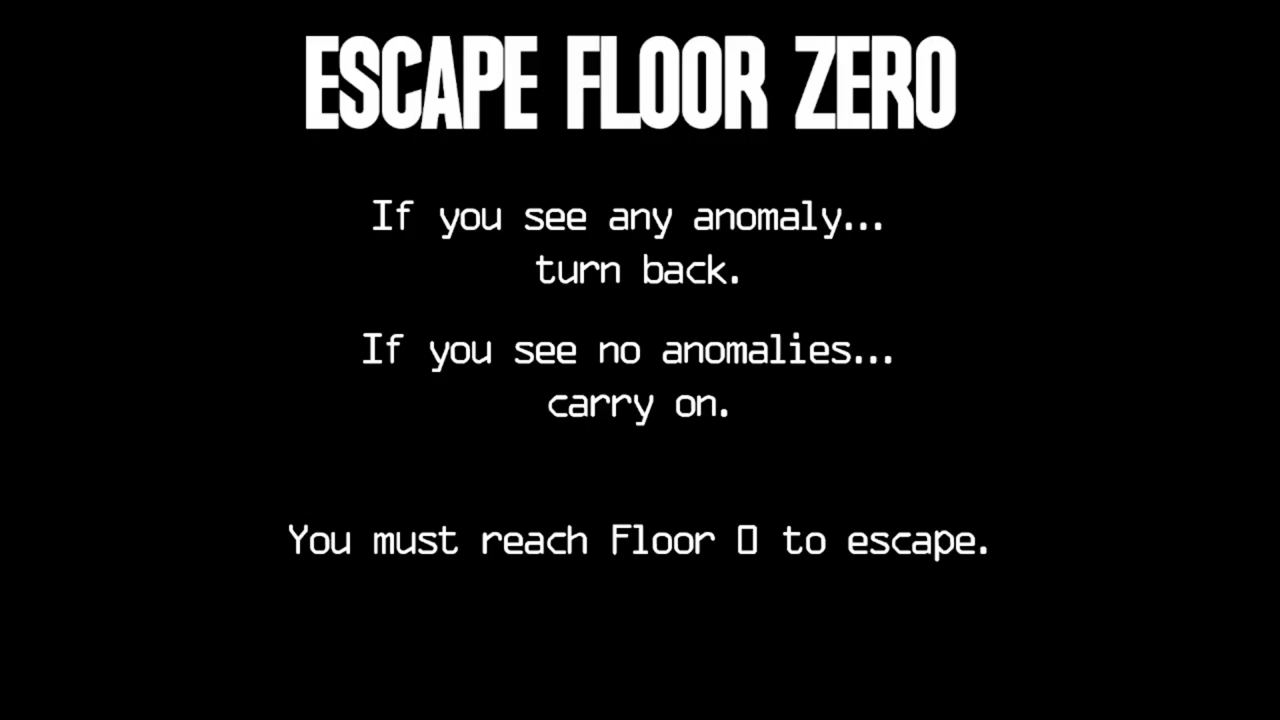 ESCAPE FLOOR ZERO
If you see any anomaly...
turn back.
If you see no anomalies...
carry on.
You must reach Floor 0 to escape.